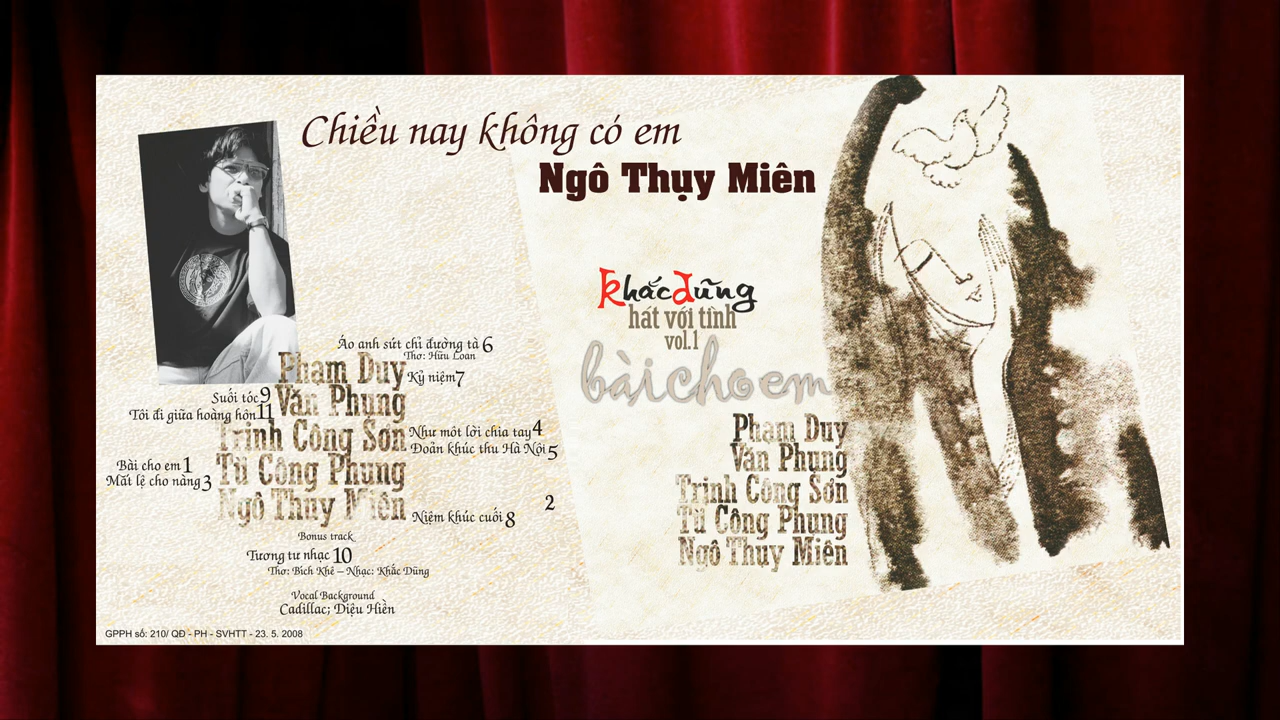 Chiều nay không có em
Ngô Thụy Miên
khắc dũng
hát với tình
vol.1
bài cho em
Phạm Duy
Văn Phụng
Trịnh Công Sơn
Từ Công Phụng
Ngô Thụy Miên
Áo anh sứt chỉ đường tà 6
Thơ: Hữu Loan
Phạm Duy
Kỷ niệm 7
Suối tóc 9
Văn Phụng
Tôi đi giữa hoàng hôn 11
Trịnh Công Sơn
Như một lời chia tay 4
Đoản khúc thu Hà Nội 5
Bài cho em 1
Từ Công Phụng
Mắt lệ cho nàng 3
Ngô Thụy Miên
2
Niệm khúc cuối 8
Bonus track
Tương tư nhạc 10
Thơ: Bích Khê – Nhạc: Khắc Dũng
Vocal Background
Cadillac; Diệu Hiền
GPPH số: 210/ QĐ - PH - SVHTT - 23. 5. 2008